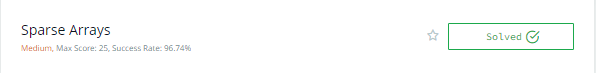 Sparse Arrays
Solved
Medium, Max Score: 25, Success Rate: 96.74%